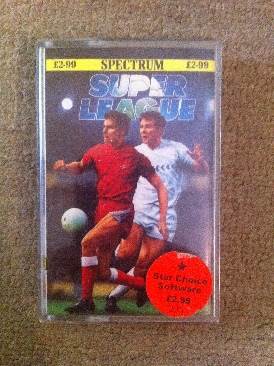 £2·99 SPECTRUM £2·99
SUPER
LEAGUE
Star Choice
Software
£2.99